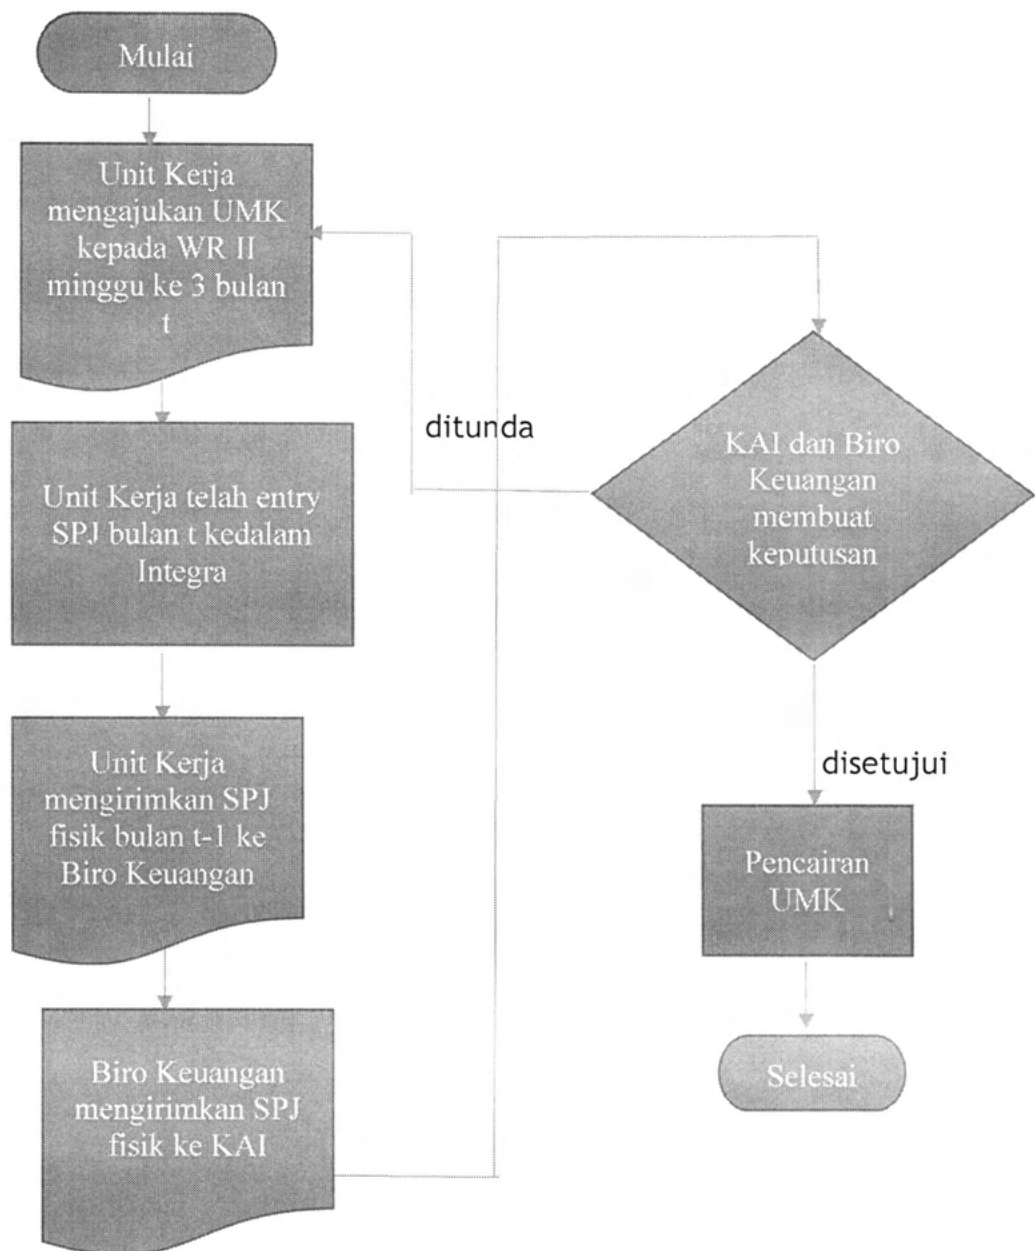 Mulai
Unit Kerja
mengajukan UMK
kepada WR II
minggu ke 3 bulan
t
Unit Kerja telah entry
SPJ bulan t kedalam
Integra
Unit Kerja
mengirimkan SPJ
fisik bulan t-1 ke
Biro Keuangan
Biro Keuangan
mengirimkan SPJ
fisik ke KAI
ditunda
KAI dan Biro
Keuangan
membuat
keputusan
disetujui
Pencairan
UMK
Selesai